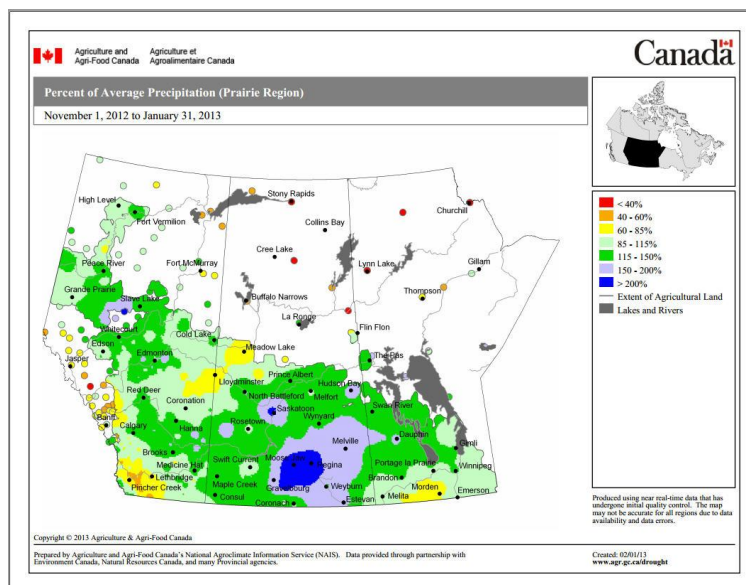 Agriculture and
Agri-Food Canada
Agriculture et
Agroalimentaire Canada
Canada
Percent of Average Precipitation (Prairie Region)
November 1, 2012 to January 31, 2013
High Level
Fort Vermilion
Stony Rapids
Churchill
Collins Bay
Peace River
Fort McMurray
Cree Lake
Lynn Lake
Gillam
Grande Prairie
Slave Lake
Buffalo Narrows
Thompson
Whitecourt
La Ronge
Flin Flon
Edson
Cold Lake
Jasper
Edmonton
Meadow Lake
The Pas
Lloydminster
Prince Albert
Hudson Bay
Red Deer
North Battleford
Melfort
Coronation
Saskatoon
Swan River
Banff
Calgary
Hanna
Rosetown
Wynyard
Dauphin
Melville
Gimli
Brooks
Medicine Hat
Swift Current
Moose Jaw
Regina
Portage la Prairie
Winnipeg
Lethbridge
Pincher Creek
Maple Creek
Gravelbourg
Weyburn
Brandon
Morden
Consul
Coronach
Estevan
Melita
Emerson
< 40%
40 - 60%
60 - 85%
85 - 115%
115 - 150%
150 - 200%
> 200%
Extent of Agricultural Land
Lakes and Rivers
Produced using near real-time data that has
undergone initial quality control. The map
may not be accurate for all regions due to data
availability and data errors.
Copyright © 2013 Agriculture & Agri-Food Canada
Prepared by Agriculture and Agri-Food Canada's National Agroclimate Information Service (NAIS). Data provided through partnership with
Environment Canada, Natural Resources Canada, and many Provincial agencies.
Created: 02/01/13
www.agr.gc.ca/drought